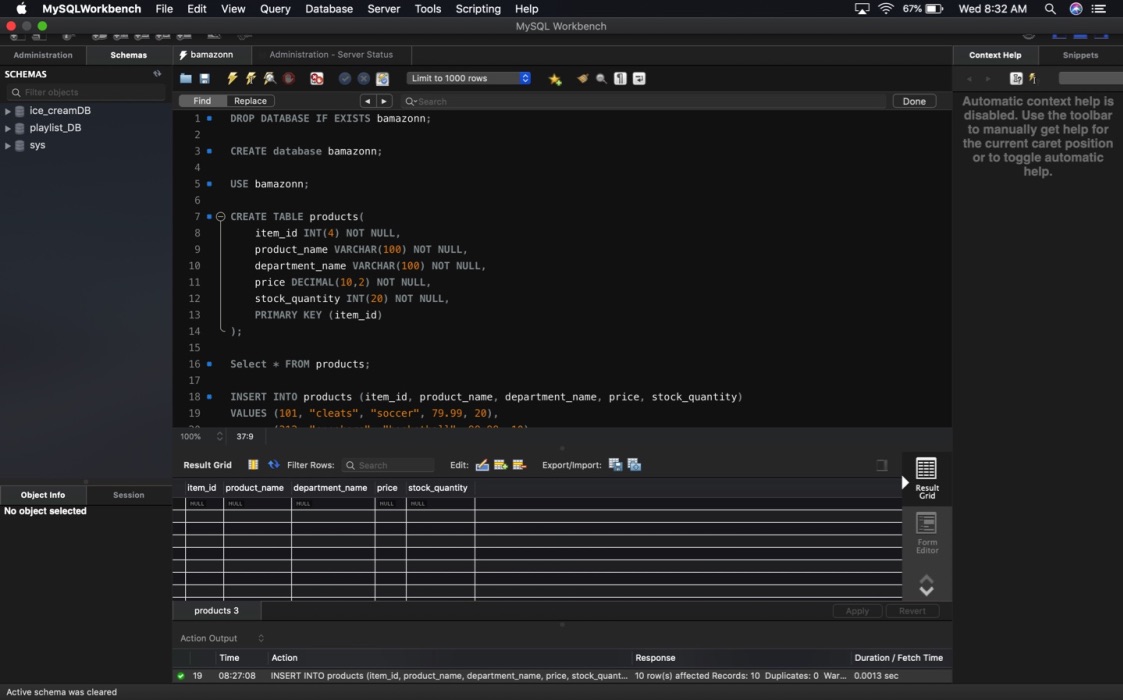 MySQLWorkbench File Edit View Query Database Server Tools Scripting Help 67% Wed 8:32 AM
MySQL Workbench
Administration Schemas bamazonn Administration - Server Status Context Help Snippets
SCHEMAS
Filter objects
ice_creamDB
playlist_DB
sys
Limit to 1000 rows
Find Replace Search Done
1 DROP DATABASE IF EXISTS bamazonn;
2
3 CREATE database bamazonn;
4
5 USE bamazonn;
6
7 CREATE TABLE products(
8 item_id INT(4) NOT NULL,
9 product_name VARCHAR(100) NOT NULL,
10 department_name VARCHAR(100) NOT NULL,
11 price DECIMAL(10,2) NOT NULL,
12 stock_quantity INT(20) NOT NULL,
13 PRIMARY KEY (item_id)
14 );
15
16 Select * FROM products;
17
18 INSERT INTO products (item_id, product_name, department_name, price, stock_quantity)
19 VALUES (101, "cleats", "soccer", 79.99, 20),
100% 37:9
Automatic context help is
disabled. Use the toolbar
to manually get help for
the current caret position
or to toggle automatic
help.
Result Grid Filter Rows: Search Edit: Export/Import:
item_id product_name department_name price stock_quantity
NULL NULL NULL NULL NULL
Result
Grid
Form
Editor
Object Info Session
No object selected
products 3 Apply Revert
Action Output
Time Action Response Duration / Fetch Time
19 08:27:08 INSERT INTO products (item_id, product_name, department_name, price, stock_quant... 10 row(s) affected Records: 10 Duplicates: 0 War... 0.0013 sec
Active schema was cleared